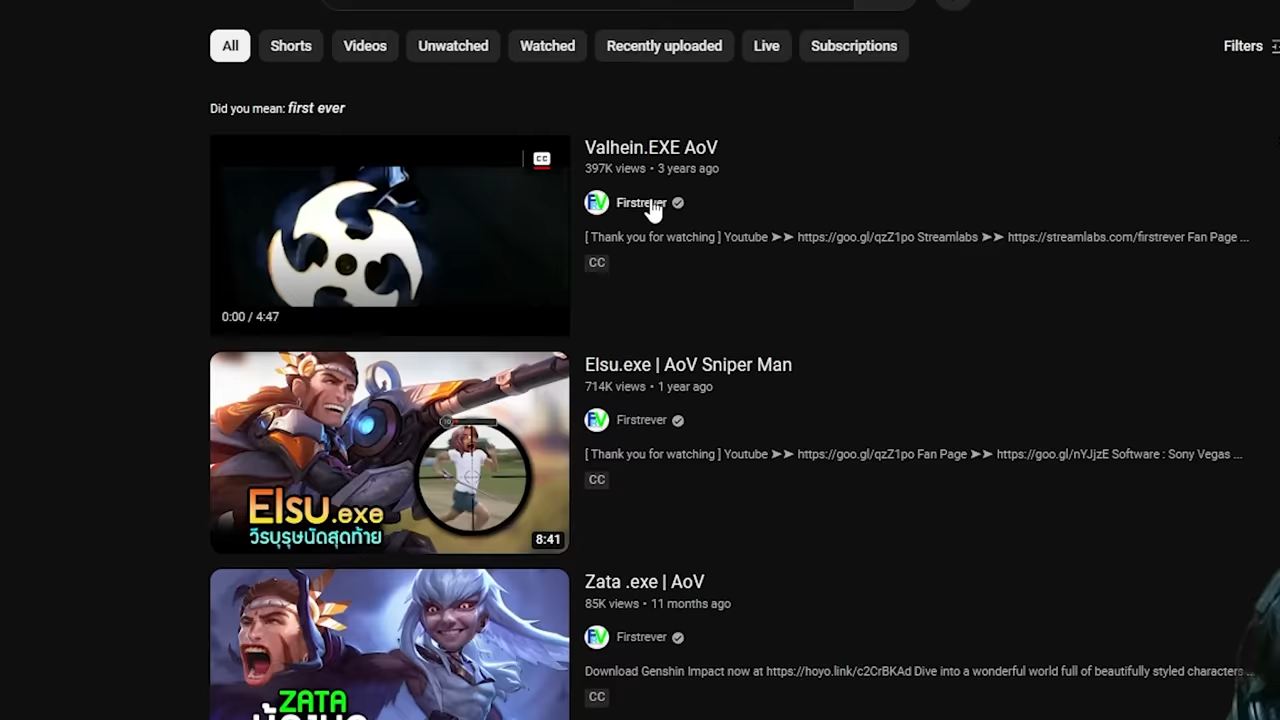 All
Shorts
Videos
Unwatched
Watched
Recently uploaded
Live
Subscriptions
Filters
Did you mean: first ever
CC
0:00 / 4:47
Valhein.EXE AoV
397K views • 3 years ago
FV Firstrever
[ Thank you for watching ] Youtube ➤➤ https://goo.gl/qzZ1po Streamlabs ➤➤ https://streamlabs.com/firstrever Fan Page ...
CC
Elsu.exe
วีรบุรุษนัดสุดท้าย
8:41
Elsu.exe | AoV Sniper Man
714K views • 1 year ago
FV Firstrever
[ Thank you for watching ] Youtube ➤➤ https://goo.gl/qzZ1po Fan Page ➤➤ https://goo.gl/nYJjzE Software : Sony Vegas ...
CC
ZATA
Zata .exe | AoV
85K views • 11 months ago
FV Firstrever
Download Genshin Impact now at https://hoyo.link/c2CrBKAd Dive into a wonderful world full of beautifully styled characters ...
CC